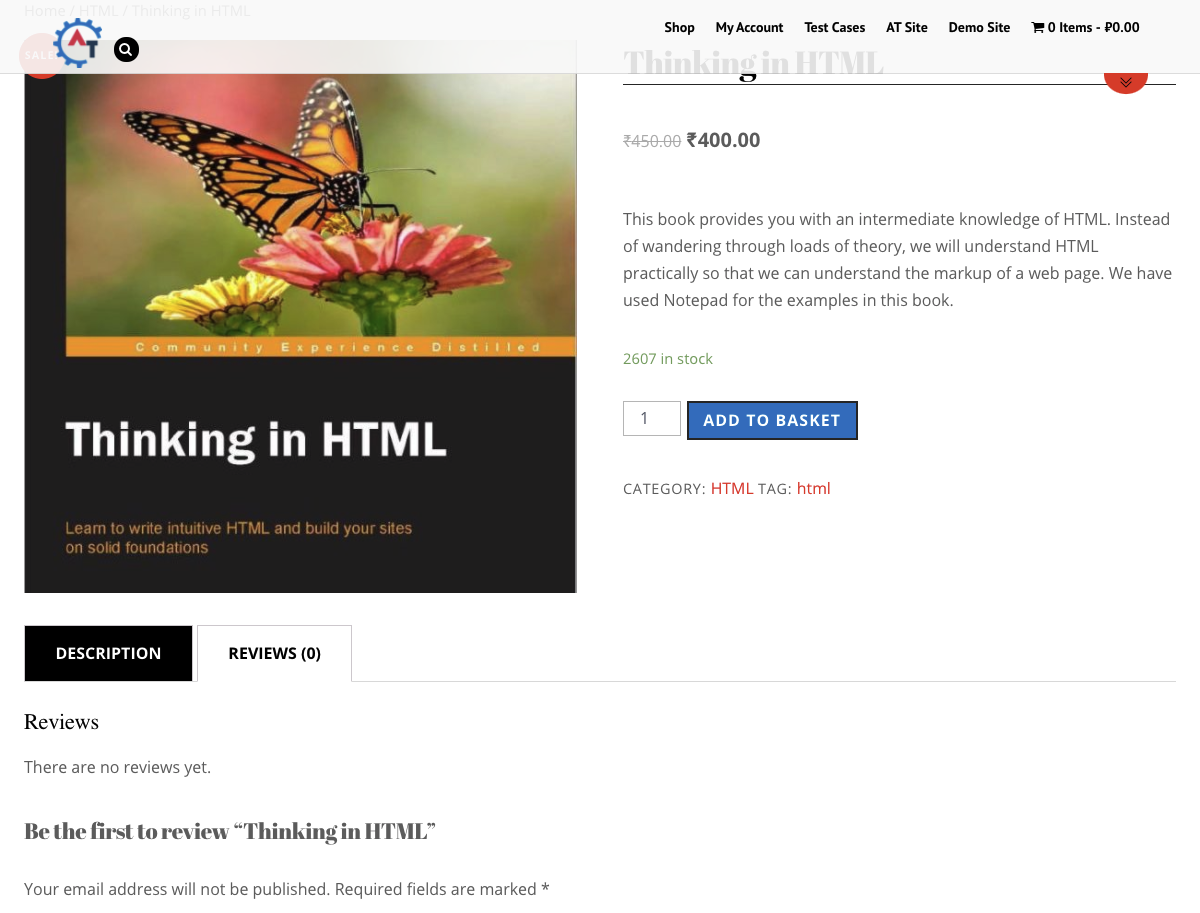 Home / HTML / Thinking in HTML
SALE
AT
Shop My Account Test Cases AT Site Demo Site 0 Items - ₽0.00
Thinking in HTML
₹450.00 ₹400.00
This book provides you with an intermediate knowledge of HTML. Instead
of wandering through loads of theory, we will understand HTML
practically so that we can understand the markup of a web page. We have
used Notepad for the examples in this book.
2607 in stock
1 ADD TO BASKET
CATEGORY: HTML TAG: html
Community Experience Distilled
Thinking in HTML
Learn to write intuitive HTML and build your sites
on solid foundations
DESCRIPTION REVIEWS (0)
Reviews
There are no reviews yet.
Be the first to review “Thinking in HTML”
Your email address will not be published. Required fields are marked *